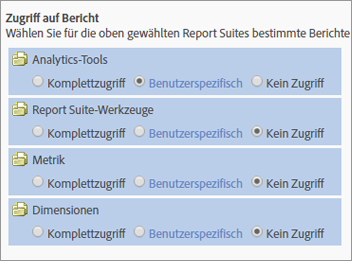 Zugriff auf Bericht
Wählen Sie für die oben gewählten Report Suites bestimmte Berichte
Analytics-Tools
Komplettzugriff Benutzerspezifisch Kein Zugriff
Report Suite-Werkzeuge
Komplettzugriff Benutzerspezifisch Kein Zugriff
Metrik
Komplettzugriff Benutzerspezifisch Kein Zugriff
Dimensionen
Komplettzugriff Benutzerspezifisch Kein Zugriff